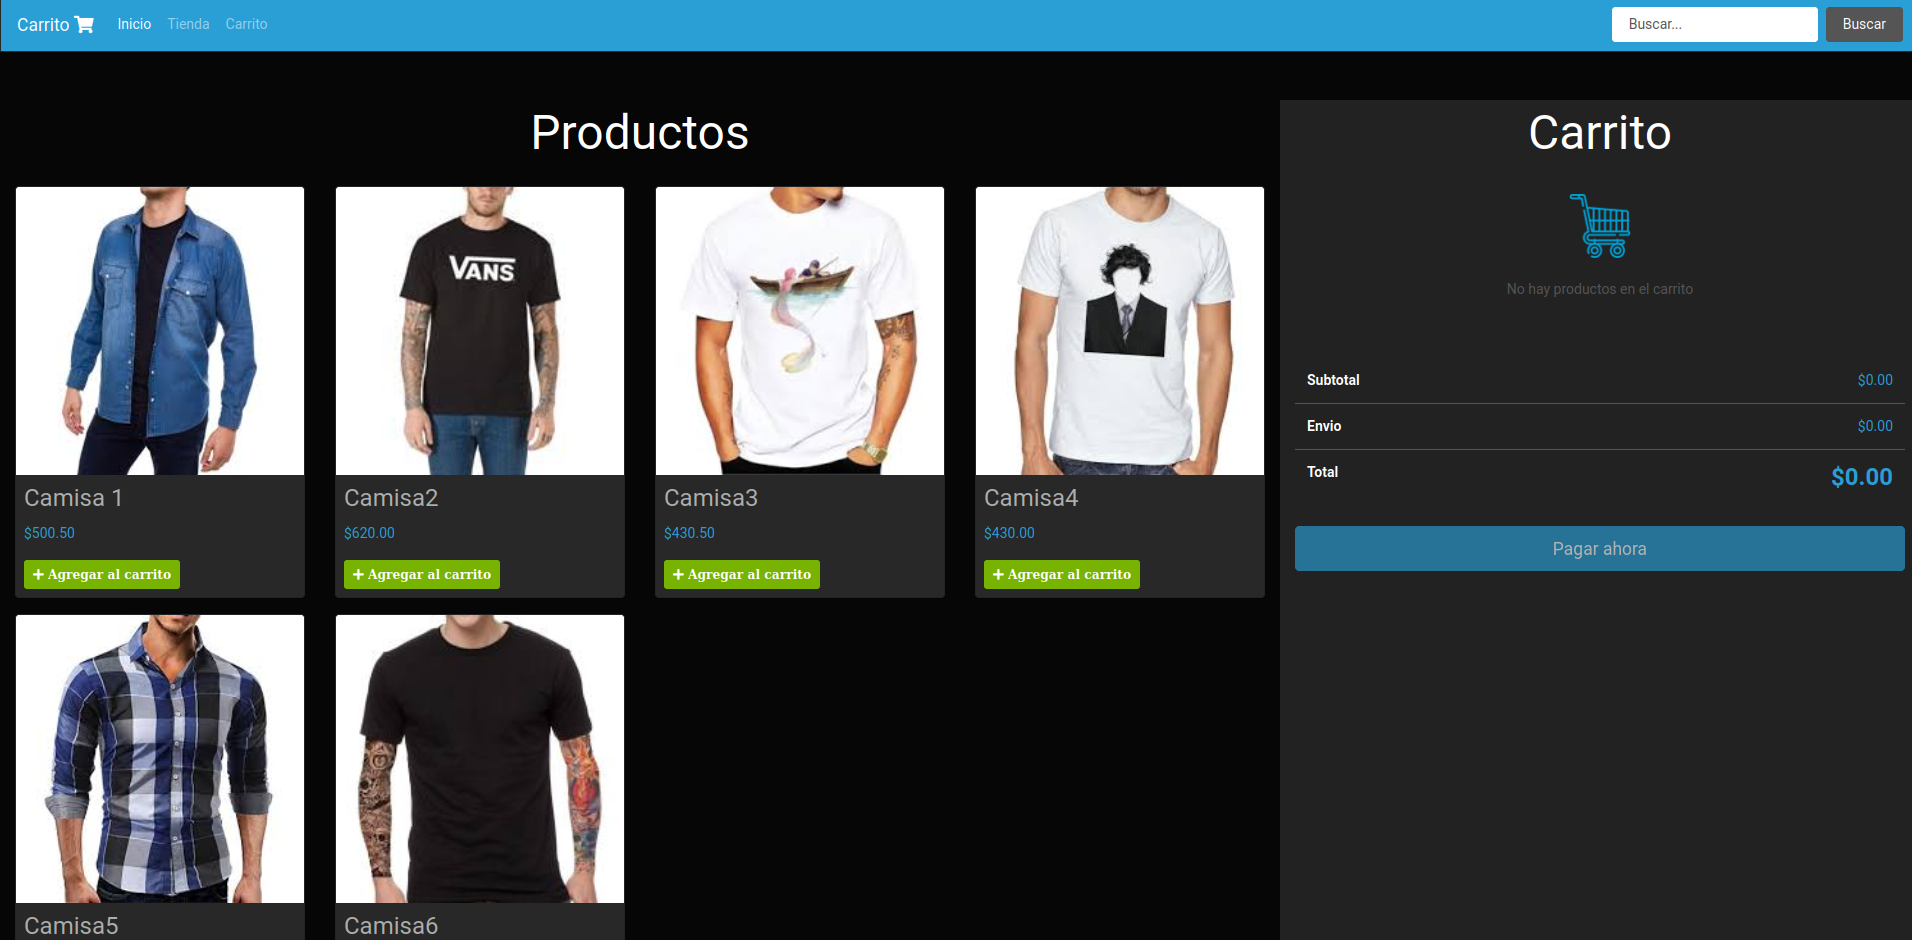 Carrito
Inicio
Tienda
Carrito
Buscar...
Buscar
Productos
VANS
Camisa 1
$500.50
Agregar al carrito
Camisa2
$620.00
Agregar al carrito
Camisa3
$430.50
Agregar al carrito
Camisa4
$430.00
Agregar al carrito
Camisa5
Camisa6
Carrito
No hay productos en el carrito
Subtotal $0.00
Envio $0.00
Total $0.00
Pagar ahora